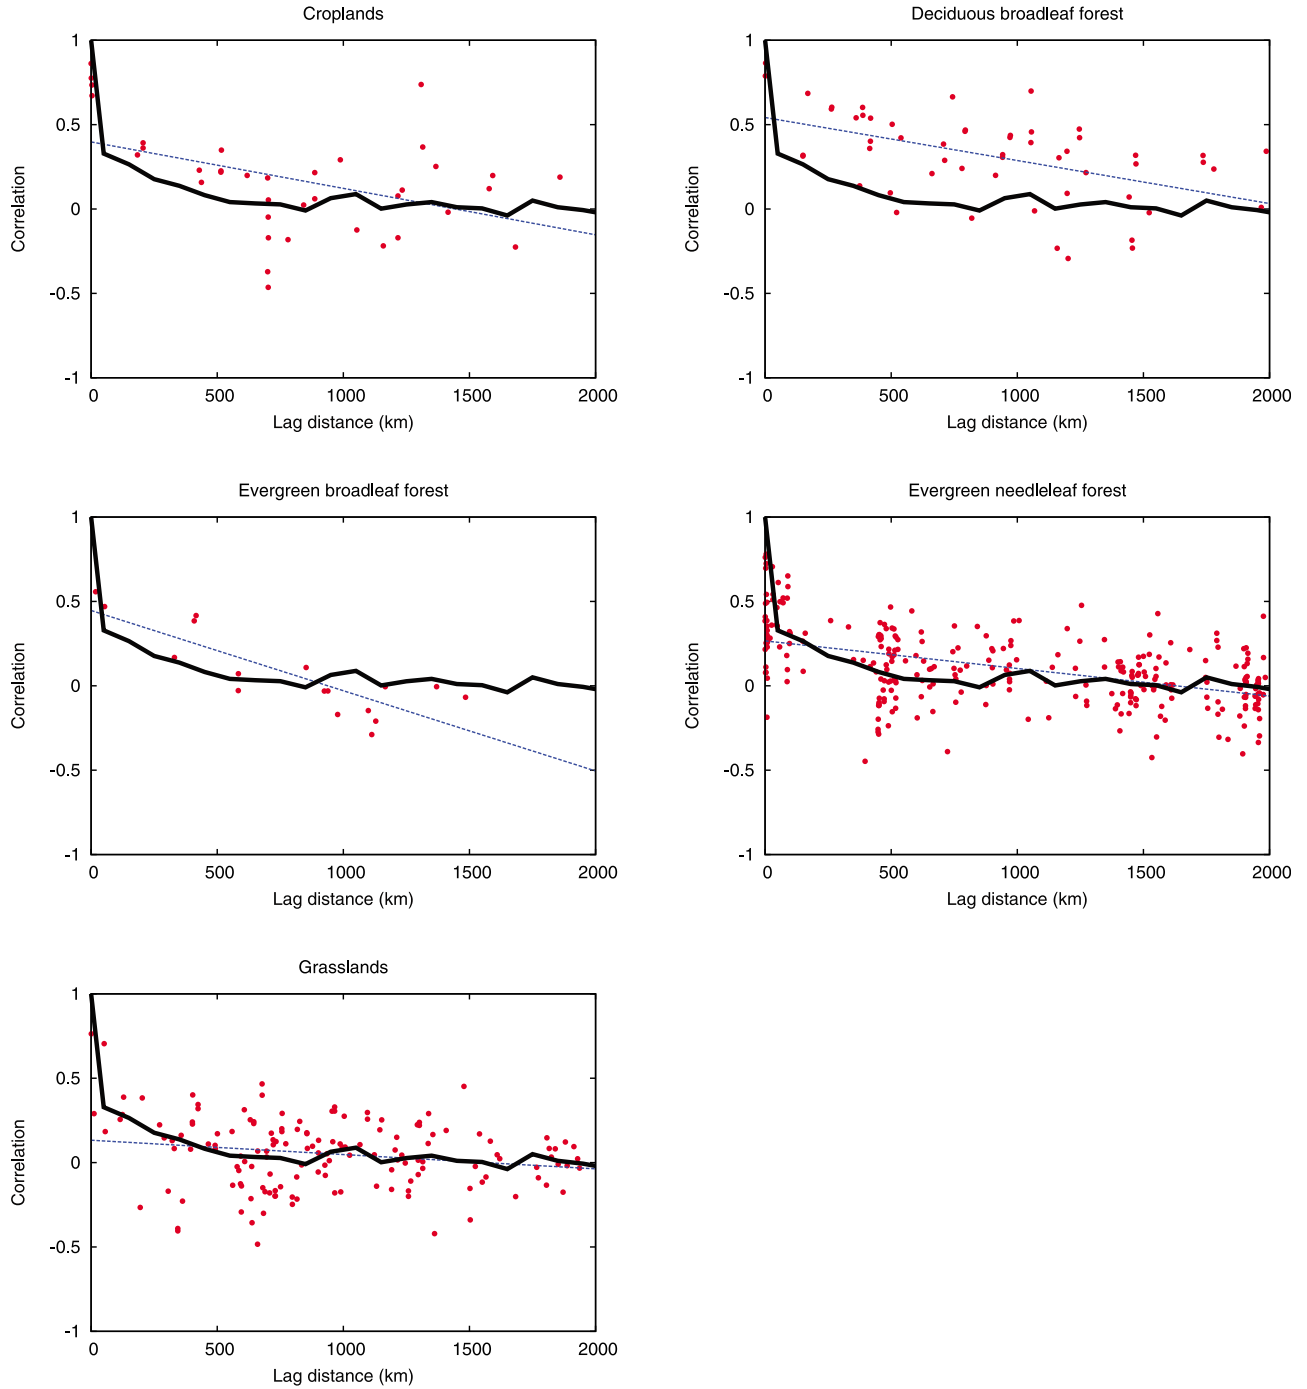 Croplands
1
0.5
0
-0.5
-1
Correlation
0 500 1000 1500 2000
Lag distance (km)
Deciduous broadleaf forest
1
0.5
0
-0.5
-1
Correlation
0 500 1000 1500 2000
Lag distance (km)
Evergreen broadleaf forest
1
0.5
0
-0.5
-1
Correlation
0 500 1000 1500 2000
Lag distance (km)
Evergreen needleleaf forest
1
0.5
0
-0.5
-1
Correlation
0 500 1000 1500 2000
Lag distance (km)
Grasslands
1
0.5
0
-0.5
-1
Correlation
0 500 1000 1500 2000
Lag distance (km)